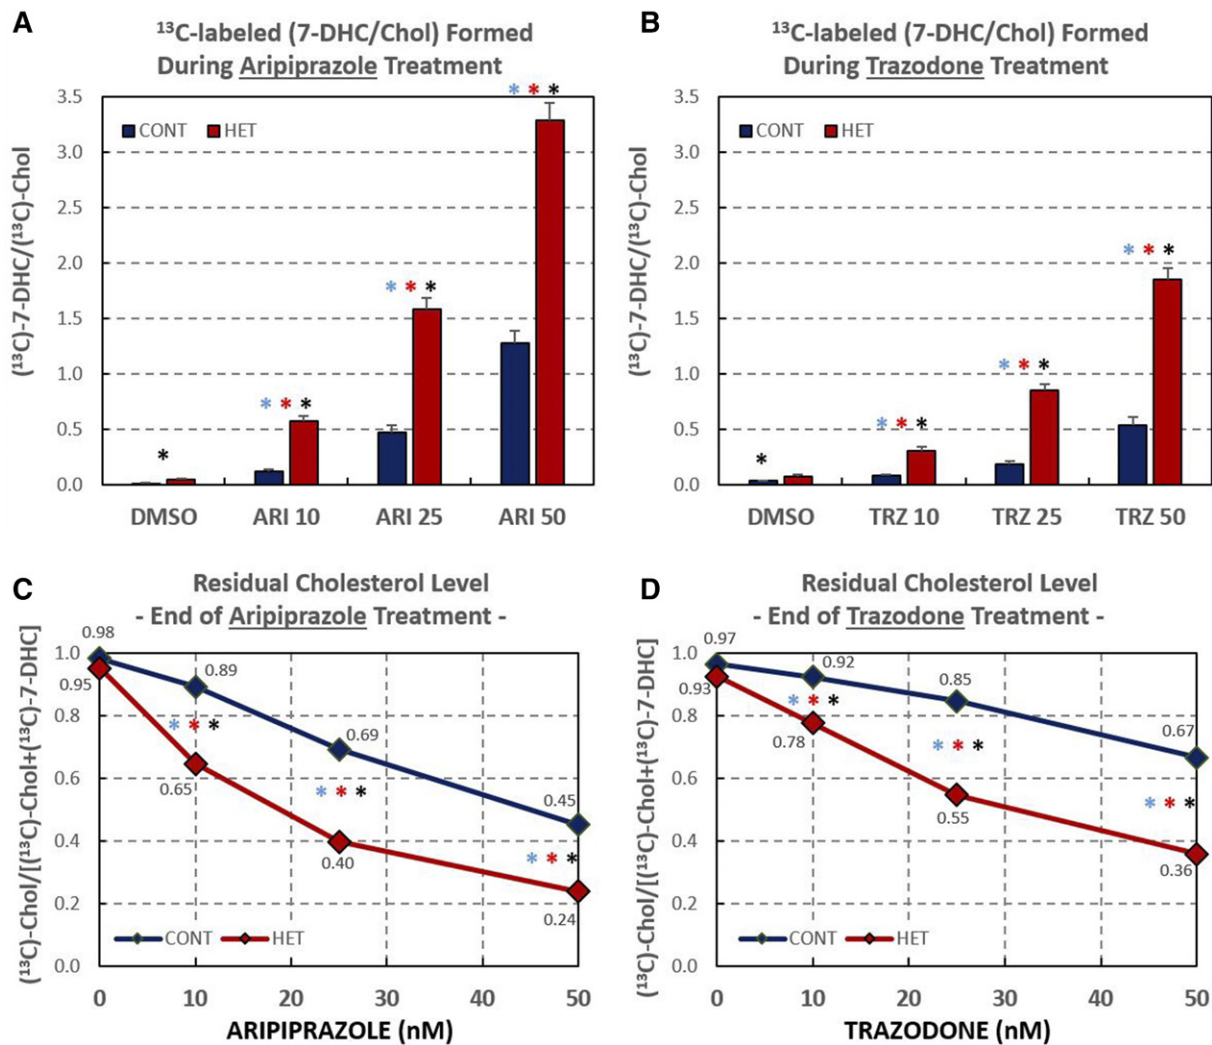 A
¹³C-labeled (7-DHC/Chol) Formed
During Aripiprazole Treatment
(¹³C)-7-DHC/(¹³C)-Chol
3.5
3.0
2.5
2.0
1.5
1.0
0.5
0.0
CONT HET
* * *
* * *
* * *
*
DMSO ARI 10 ARI 25 ARI 50
B
¹³C-labeled (7-DHC/Chol) Formed
During Trazodone Treatment
(¹³C)-7-DHC/(¹³C)-Chol
3.5
3.0
2.5
2.0
1.5
1.0
0.5
0.0
CONT HET
* * *
* * *
* * *
*
DMSO TRZ 10 TRZ 25 TRZ 50
C
Residual Cholesterol Level
- End of Aripiprazole Treatment -
(¹³C)-Chol/[(¹³C)-Chol+(¹³C)-7-DHC]
1.0
0.8
0.6
0.4
0.2
0.0
0.98
0.95
0.89
0.65
0.69
0.40
0.45
0.24
* * *
* * *
* * *
CONT HET
0 10 20 30 40 50
ARIPIPRAZOLE (nM)
D
Residual Cholesterol Level
- End of Trazodone Treatment -
(¹³C)-Chol/[(¹³C)-Chol+(¹³C)-7-DHC]
1.0
0.8
0.6
0.4
0.2
0.0
0.97
0.93
0.92
0.78
0.85
0.55
0.67
0.36
* * *
* * *
* * *
CONT HET
0 10 20 30 40 50
TRAZODONE (nM)